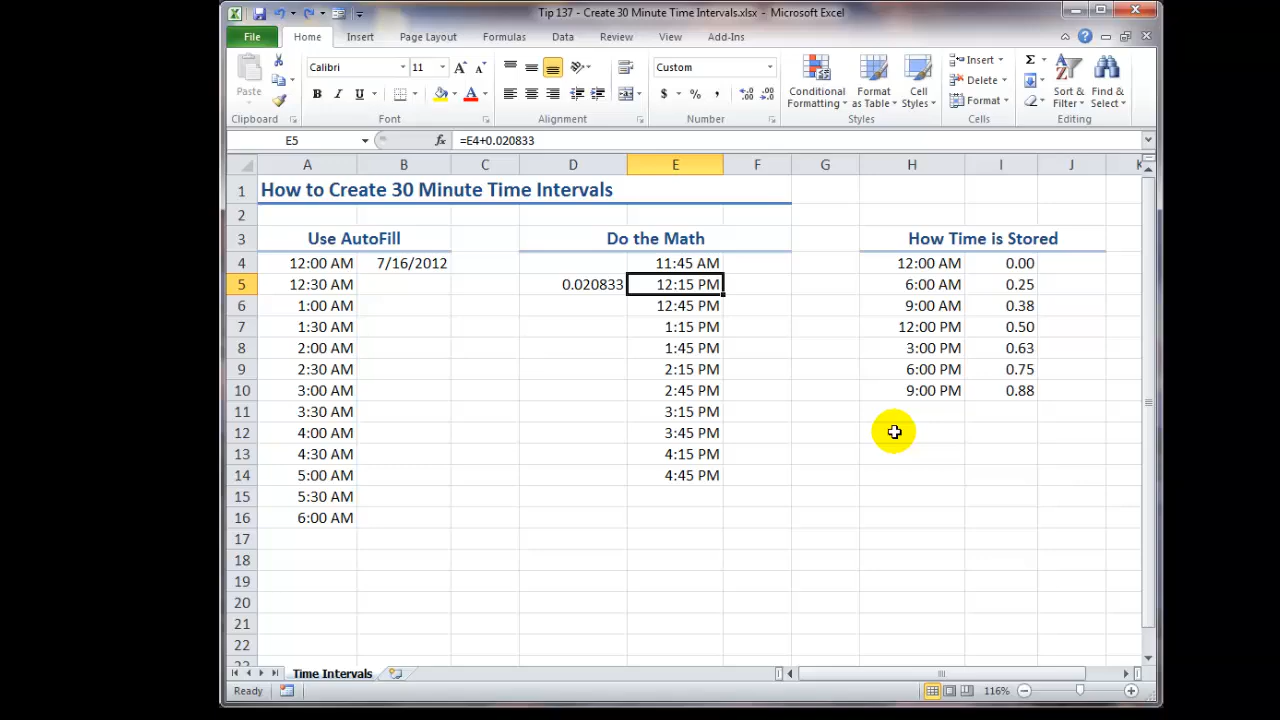 Tip 137 - Create 30 Minute Time Intervals.xlsx - Microsoft Excel
File Home Insert Page Layout Formulas Data Review View Add-Ins
Paste
Calibri 11 A A
B I U A
Clipboard Font
Alignment
Custom
$ % ,
Number
Conditional Formatting
Format as Table
Cell Styles
Styles
Insert
Delete
Format
Cells
Σ
Sort & Filter
Find & Select
Editing
E5 fx =E4+0.020833
A B C D E F G H I J K
1 How to Create 30 Minute Time Intervals
2
3 Use AutoFill Do the Math How Time is Stored
4 12:00 AM 7/16/2012 11:45 AM 12:00 AM 0.00
5 12:30 AM 0.020833 12:15 PM 6:00 AM 0.25
6 1:00 AM 12:45 PM 9:00 AM 0.38
7 1:30 AM 1:15 PM 12:00 PM 0.50
8 2:00 AM 1:45 PM 3:00 PM 0.63
9 2:30 AM 2:15 PM 6:00 PM 0.75
10 3:00 AM 2:45 PM 9:00 PM 0.88
11 3:30 AM 3:15 PM
12 4:00 AM 3:45 PM
13 4:30 AM 4:15 PM
14 5:00 AM 4:45 PM
15 5:30 AM
16 6:00 AM
17
18
19
20
21
22
23
Time Intervals
Ready 116%